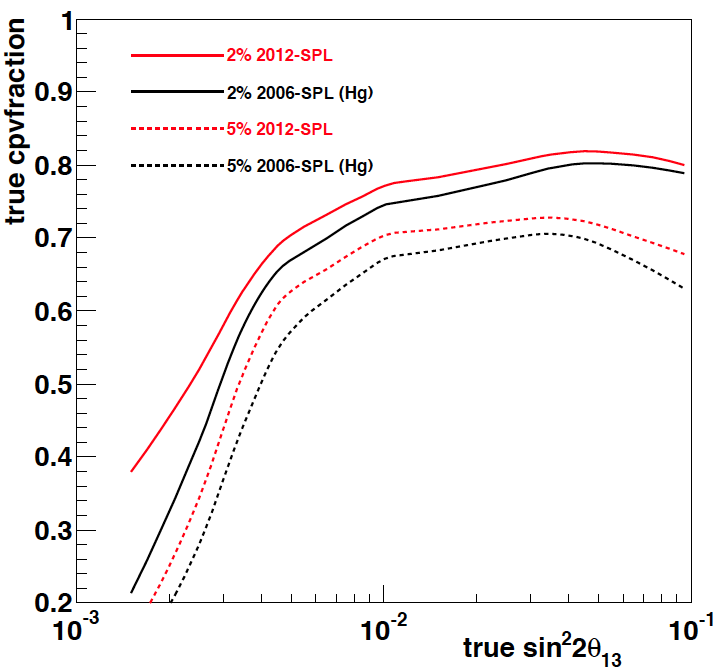 true cpvfraction
1
0.9
0.8
0.7
0.6
0.5
0.4
0.3
0.2
2% 2012-SPL
2% 2006-SPL (Hg)
5% 2012-SPL
5% 2006-SPL (Hg)
10⁻³ 10⁻² 10⁻¹
true sin²2θ₁₃